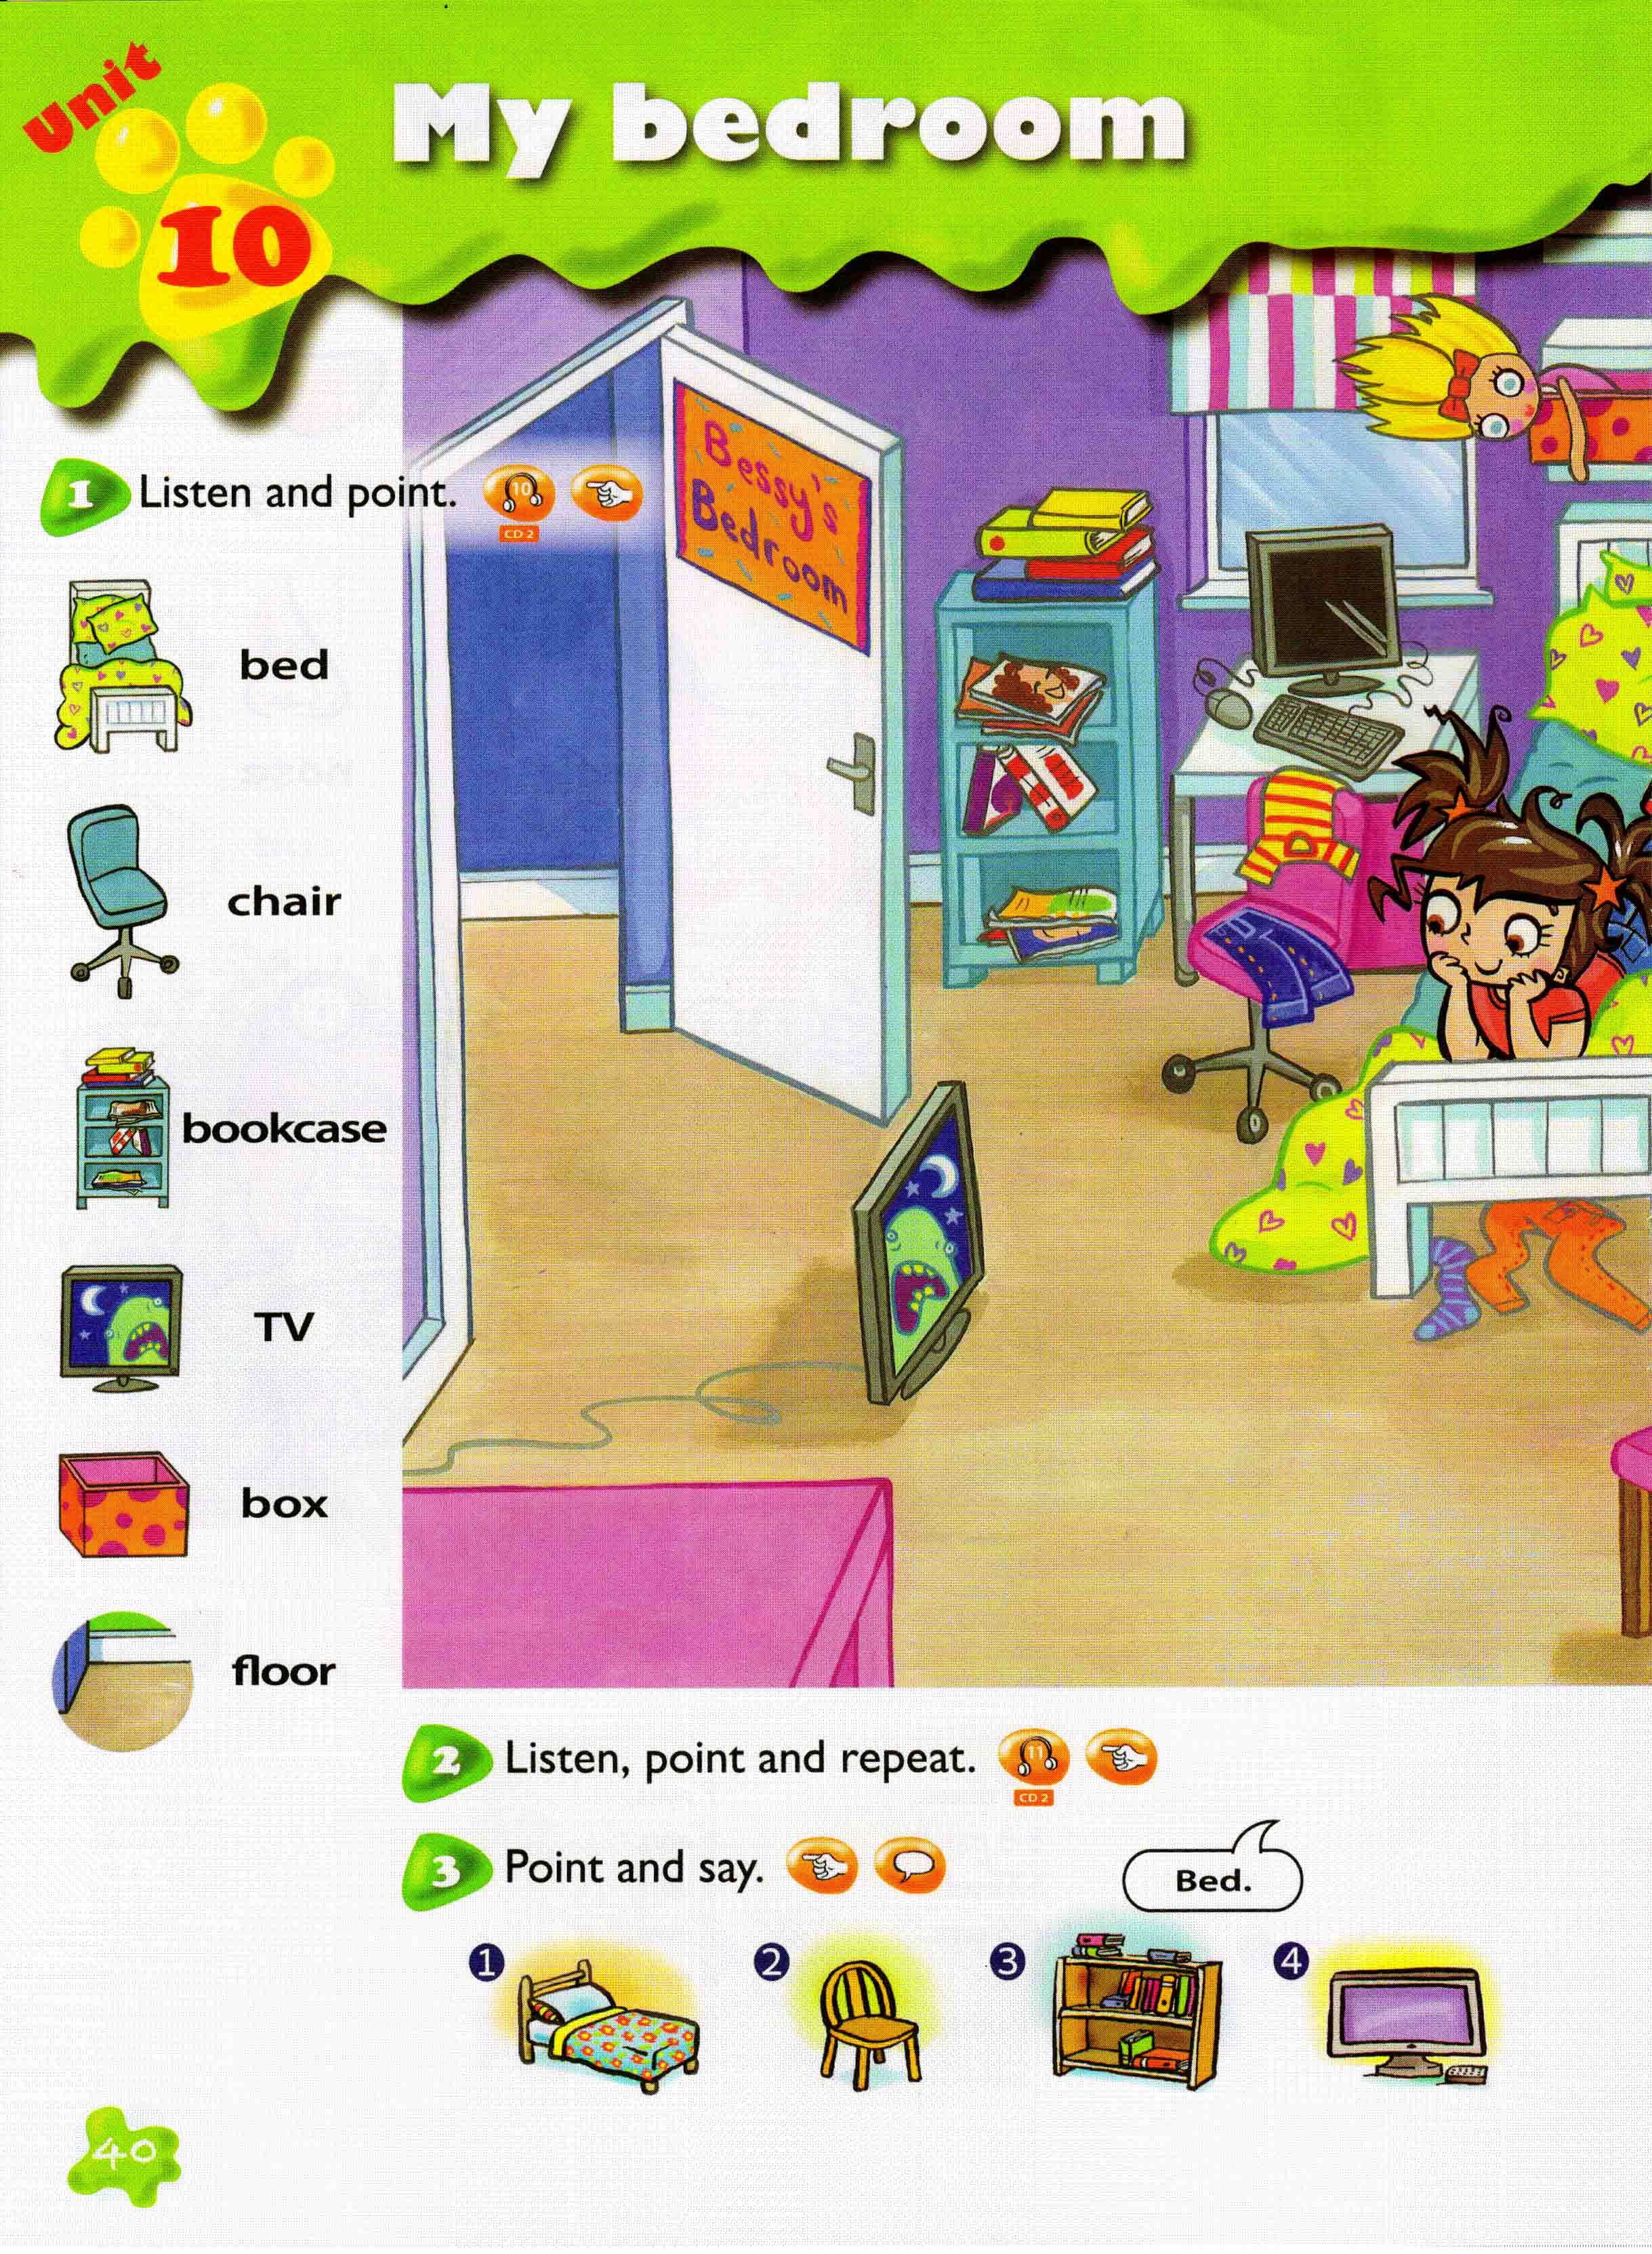 Unit
10
My bedroom
1 Listen and point.
10
CD 2
Bessy's
Bedroom
bed
chair
bookcase
TV
box
floor
2 Listen, point and repeat.
11
CD 2
3 Point and say.
Bed.
1
2
3
4
40